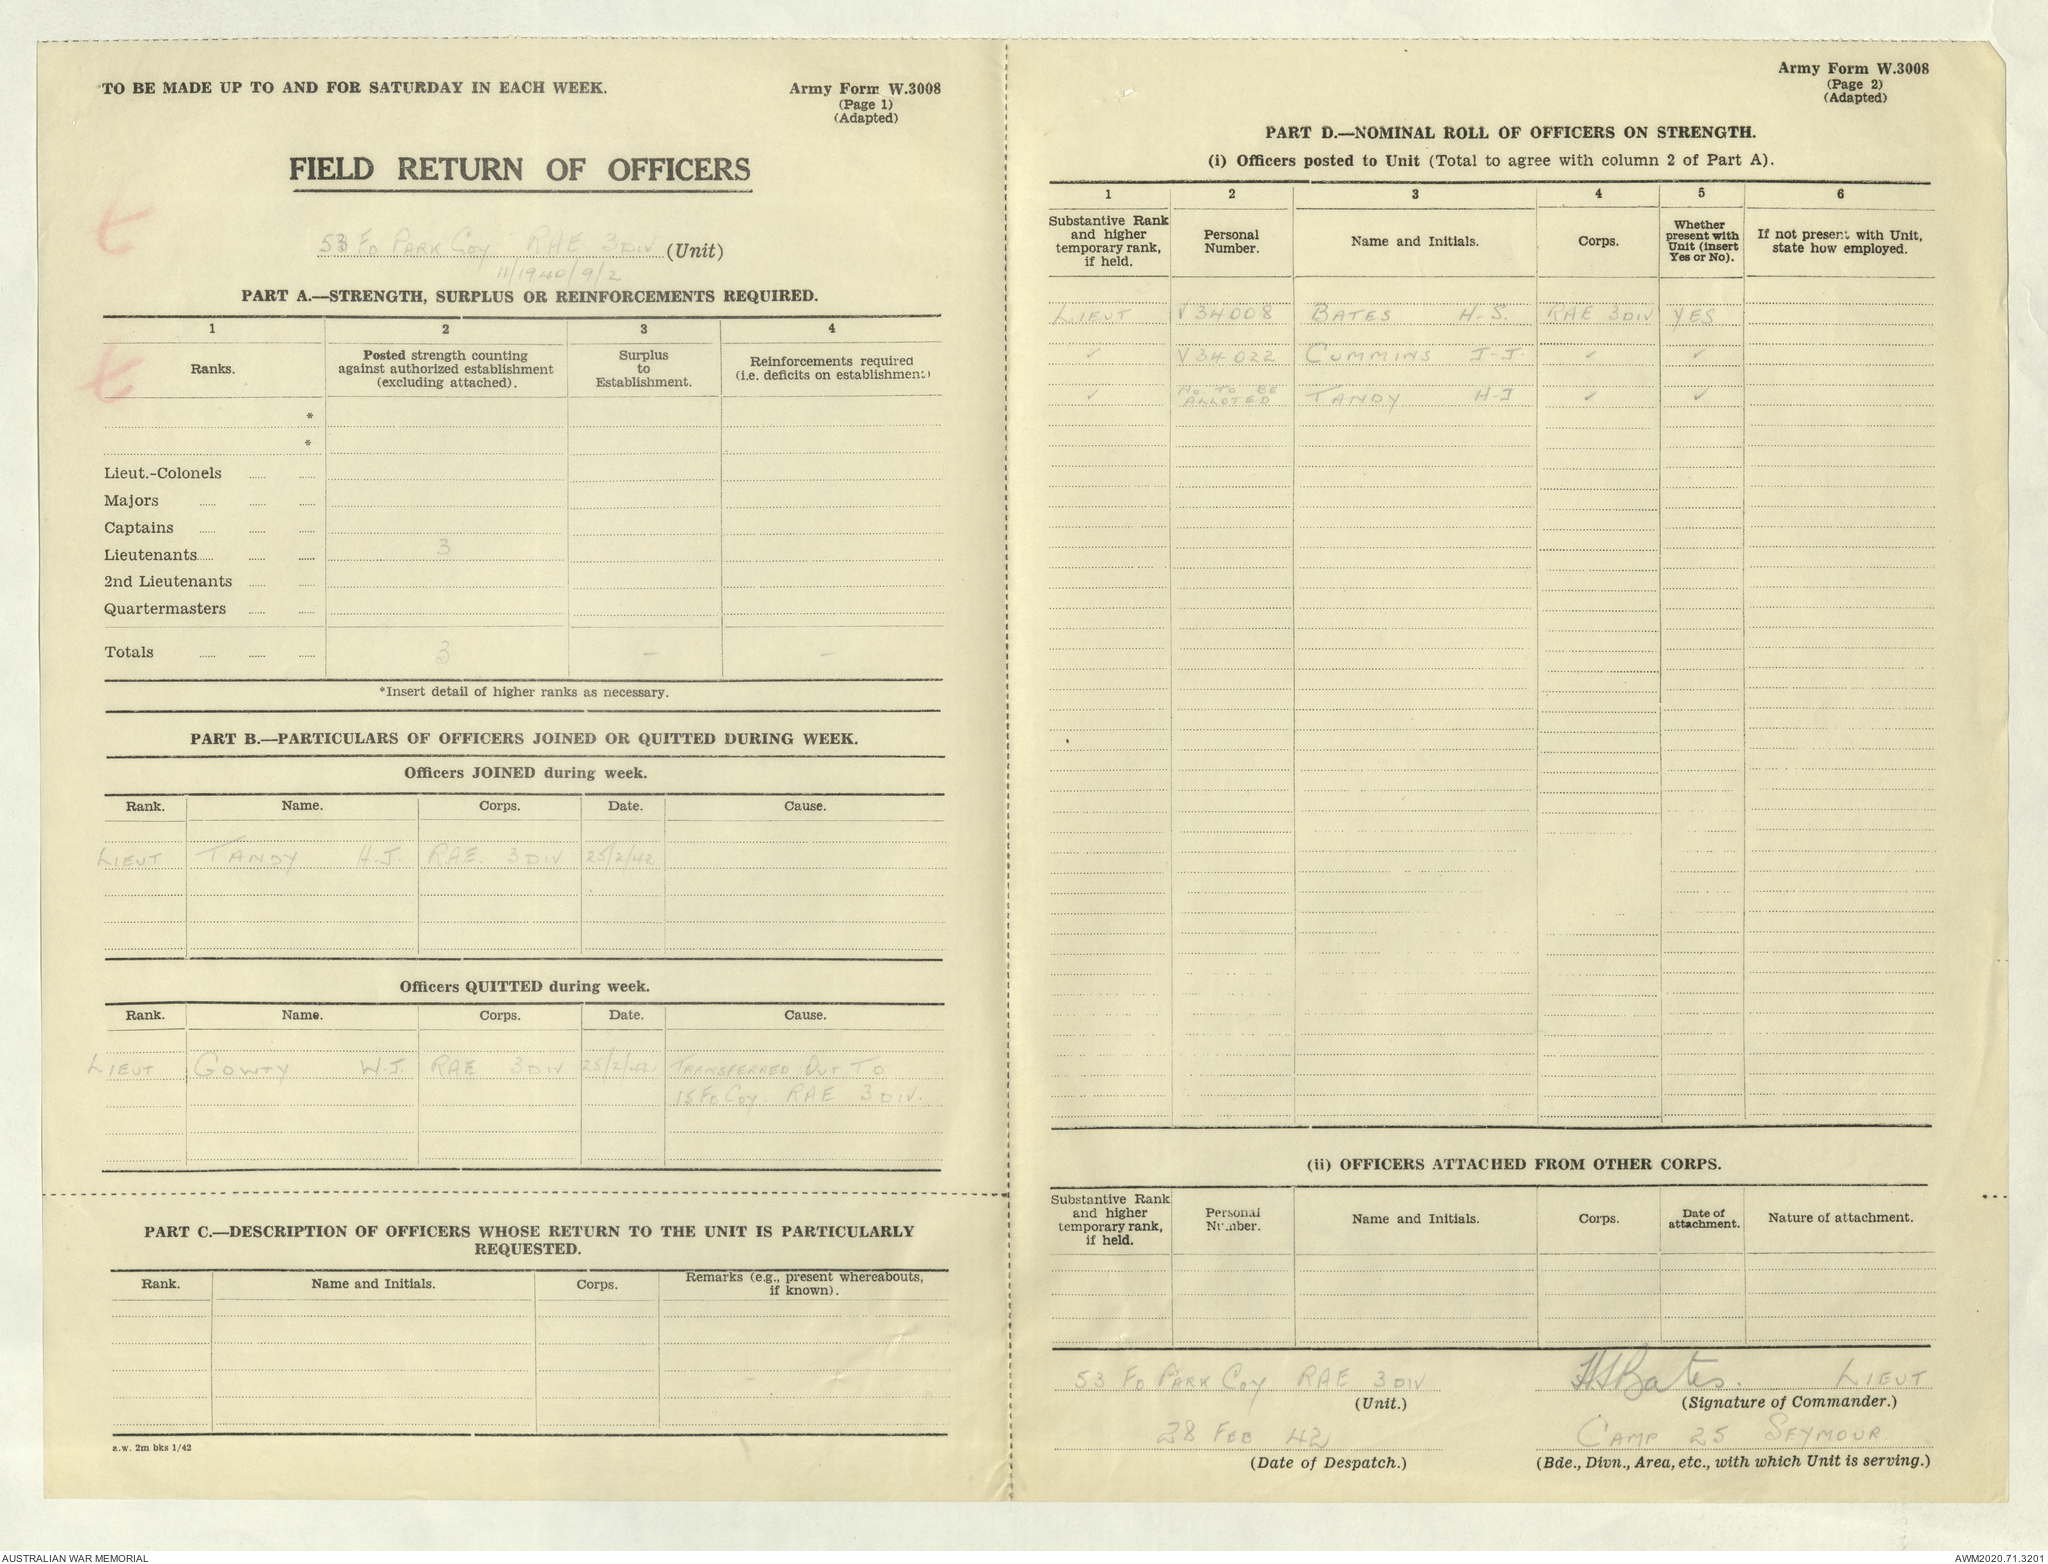 TO BE MADE UP TO AND FOR SATURDAY IN EACH WEEK.
Army Form W.3008
(Page 1)
(Adapted)
FIELD RETURN OF OFFICERS
53 FD PARK COY RAE 3 DIV (Unit)
11/1940/9/2
PART A.—STRENGTH, SURPLUS OR REINFORCEMENTS REQUIRED.
1 2 3 4
Ranks. Posted strength counting against authorized establishment (excluding attached). Surplus to Establishment. Reinforcements required (i.e. deficits on establishment)
*
*
Lieut.-Colonels
Majors
Captains
Lieutenants 3
2nd Lieutenants
Quartermasters
Totals 3 - -
*Insert detail of higher ranks as necessary.
PART B.—PARTICULARS OF OFFICERS JOINED OR QUITTED DURING WEEK.
Officers JOINED during week.
Rank. Name. Corps. Date. Cause.
LIEUT TANDY H.J. RAE. 3 DIV 25/2/42
Officers QUITTED during week.
Rank. Name. Corps. Date. Cause.
LIEUT GOWTY W.J. RAE 3 DIV 25/2/42 TRANSFERRED OUT TO
15 FD COY. RAE 3 DIV.
PART C.—DESCRIPTION OF OFFICERS WHOSE RETURN TO THE UNIT IS PARTICULARLY
REQUESTED.
Rank. Name and Initials. Corps. Remarks (e.g., present whereabouts, if known).
a.w. 2m bks 1/42
Army Form W.3008
(Page 2)
(Adapted)
PART D.—NOMINAL ROLL OF OFFICERS ON STRENGTH.
(i) Officers posted to Unit (Total to agree with column 2 of Part A).
1 2 3 4 5 6
Substantive Rank and higher temporary rank, if held. Personal Number. Name and Initials. Corps. Whether present with Unit (insert Yes or No). If not present with Unit, state how employed.
LIEUT V34008 BATES H.S. RAE 3 DIV YES
✓ V34022 CUMMINS J-J. ✓ ✓
✓ NO TO BE ALLOTED TANDY H-J ✓ ✓
(ii) OFFICERS ATTACHED FROM OTHER CORPS.
Substantive Rank and higher temporary rank, if held. Personal Number. Name and Initials. Corps. Date of attachment. Nature of attachment.
53 FD PARK COY RAE 3 DIV
(Unit.)
HSBates. LIEUT
(Signature of Commander.)
28 FEB 42
(Date of Despatch.)
CAMP 25 SEYMOUR
(Bde., Divn., Area, etc., with which Unit is serving.)
AUSTRALIAN WAR MEMORIAL
AWM2020.71.3201